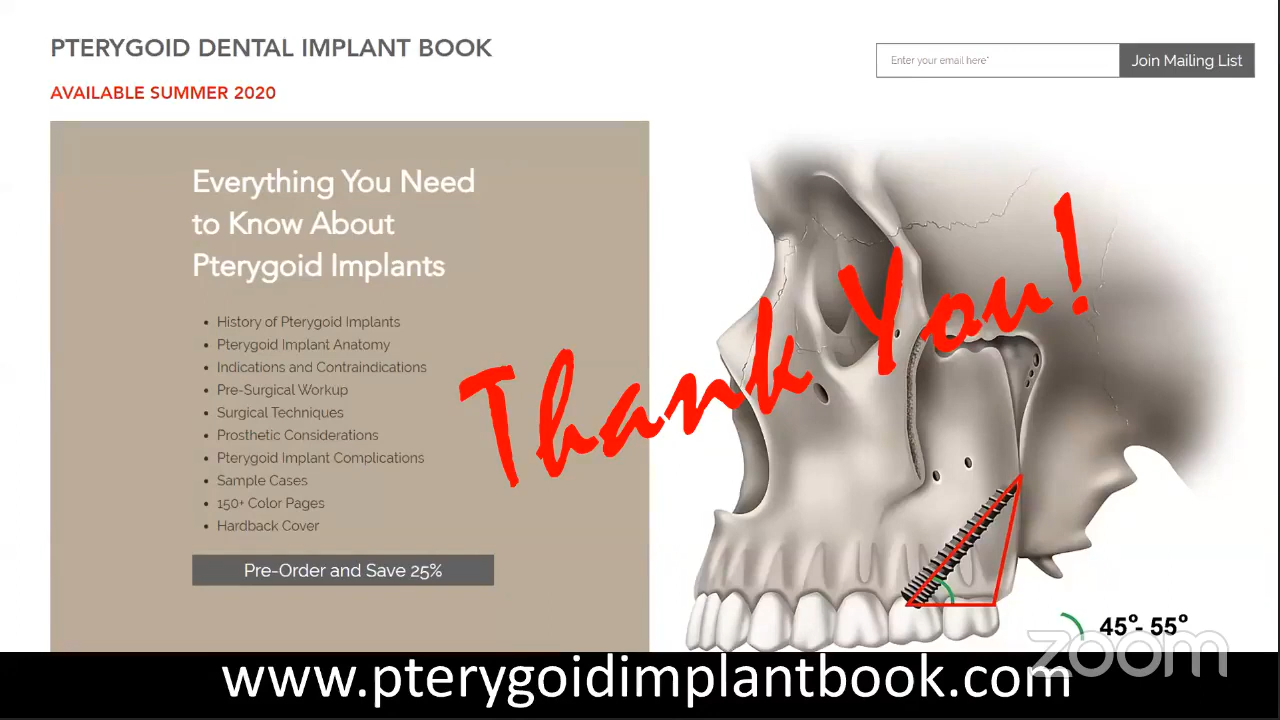 PTERYGOID DENTAL IMPLANT BOOK
Enter your email here*
Join Mailing List
AVAILABLE SUMMER 2020
Everything You Need
to Know About
Pterygoid Implants
• History of Pterygoid Implants
• Pterygoid Implant Anatomy
• Indications and Contraindications
• Pre-Surgical Workup
• Surgical Techniques
• Prosthetic Considerations
• Pterygoid Implant Complications
• Sample Cases
• 150+ Color Pages
• Hardback Cover
Pre-Order and Save 25%
Thank You!
45°- 55°
zoom
www.pterygoidimplantbook.com